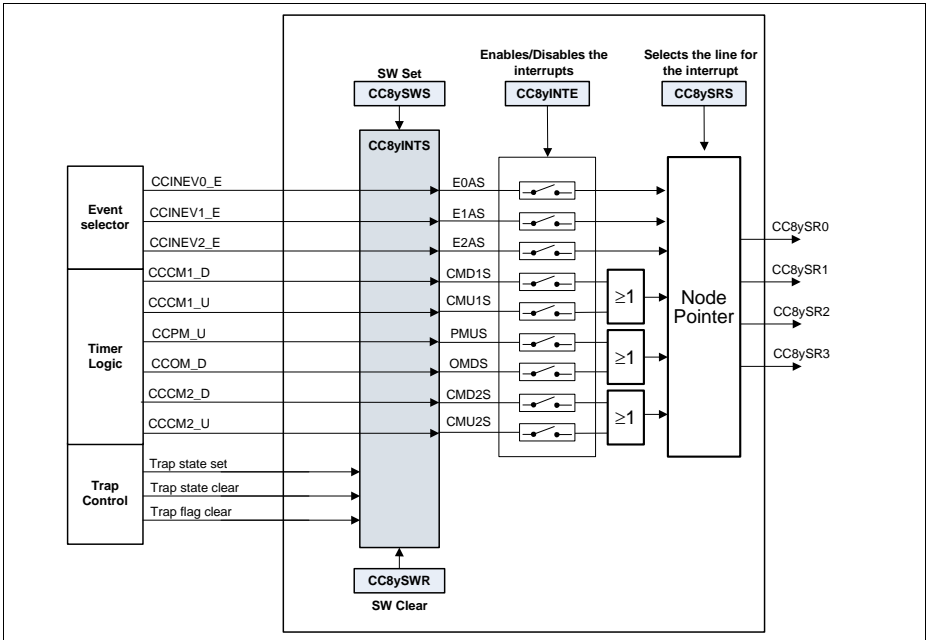 Enables/Disables the
interrupts
Selects the line for
the interrupt
SW Set
CC8ySWS
CC8yINTE
CC8ySRS
CC8yINTS
Event
selector
CCINEV0_E
CCINEV1_E
CCINEV2_E
E0AS
E1AS
E2AS
Timer
Logic
CCCM1_D
CCCM1_U
CCPM_U
CCOM_D
CCCM2_D
CCCM2_U
CMD1S
CMU1S
PMUS
OMDS
CMD2S
CMU2S
≥1
≥1
≥1
Node
Pointer
CC8ySR0
CC8ySR1
CC8ySR2
CC8ySR3
Trap
Control
Trap state set
Trap state clear
Trap flag clear
CC8ySWR
SW Clear